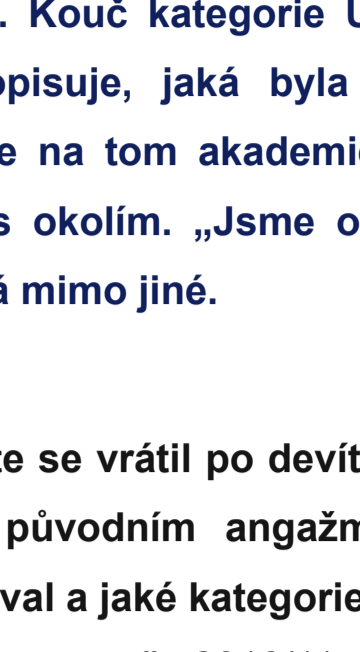 . Kouč kategorie U
opisuje, jaká byla
e na tom akademi
s okolím. „Jsme o
á mimo jiné.
te se vrátil po devít
původním angažm
val a jaké kategorie